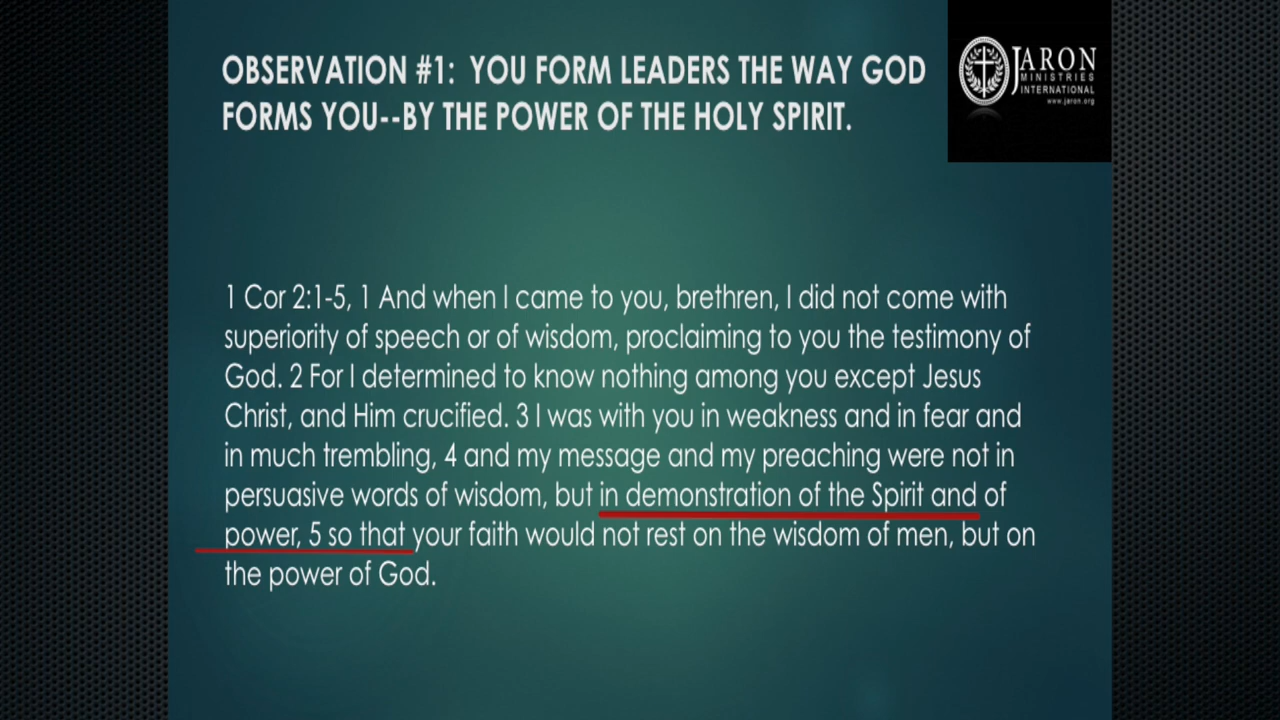 OBSERVATION #1: YOU FORM LEADERS THE WAY GOD
FORMS YOU--BY THE POWER OF THE HOLY SPIRIT.
JARON
MINISTRIES
INTERNATIONAL
www.jaron.org
1 Cor 2:1-5, 1 And when I came to you, brethren, I did not come with
superiority of speech or of wisdom, proclaiming to you the testimony of
God. 2 For I determined to know nothing among you except Jesus
Christ, and Him crucified. 3 I was with you in weakness and in fear and
in much trembling, 4 and my message and my preaching were not in
persuasive words of wisdom, but in demonstration of the Spirit and of
power, 5 so that your faith would not rest on the wisdom of men, but on
the power of God.